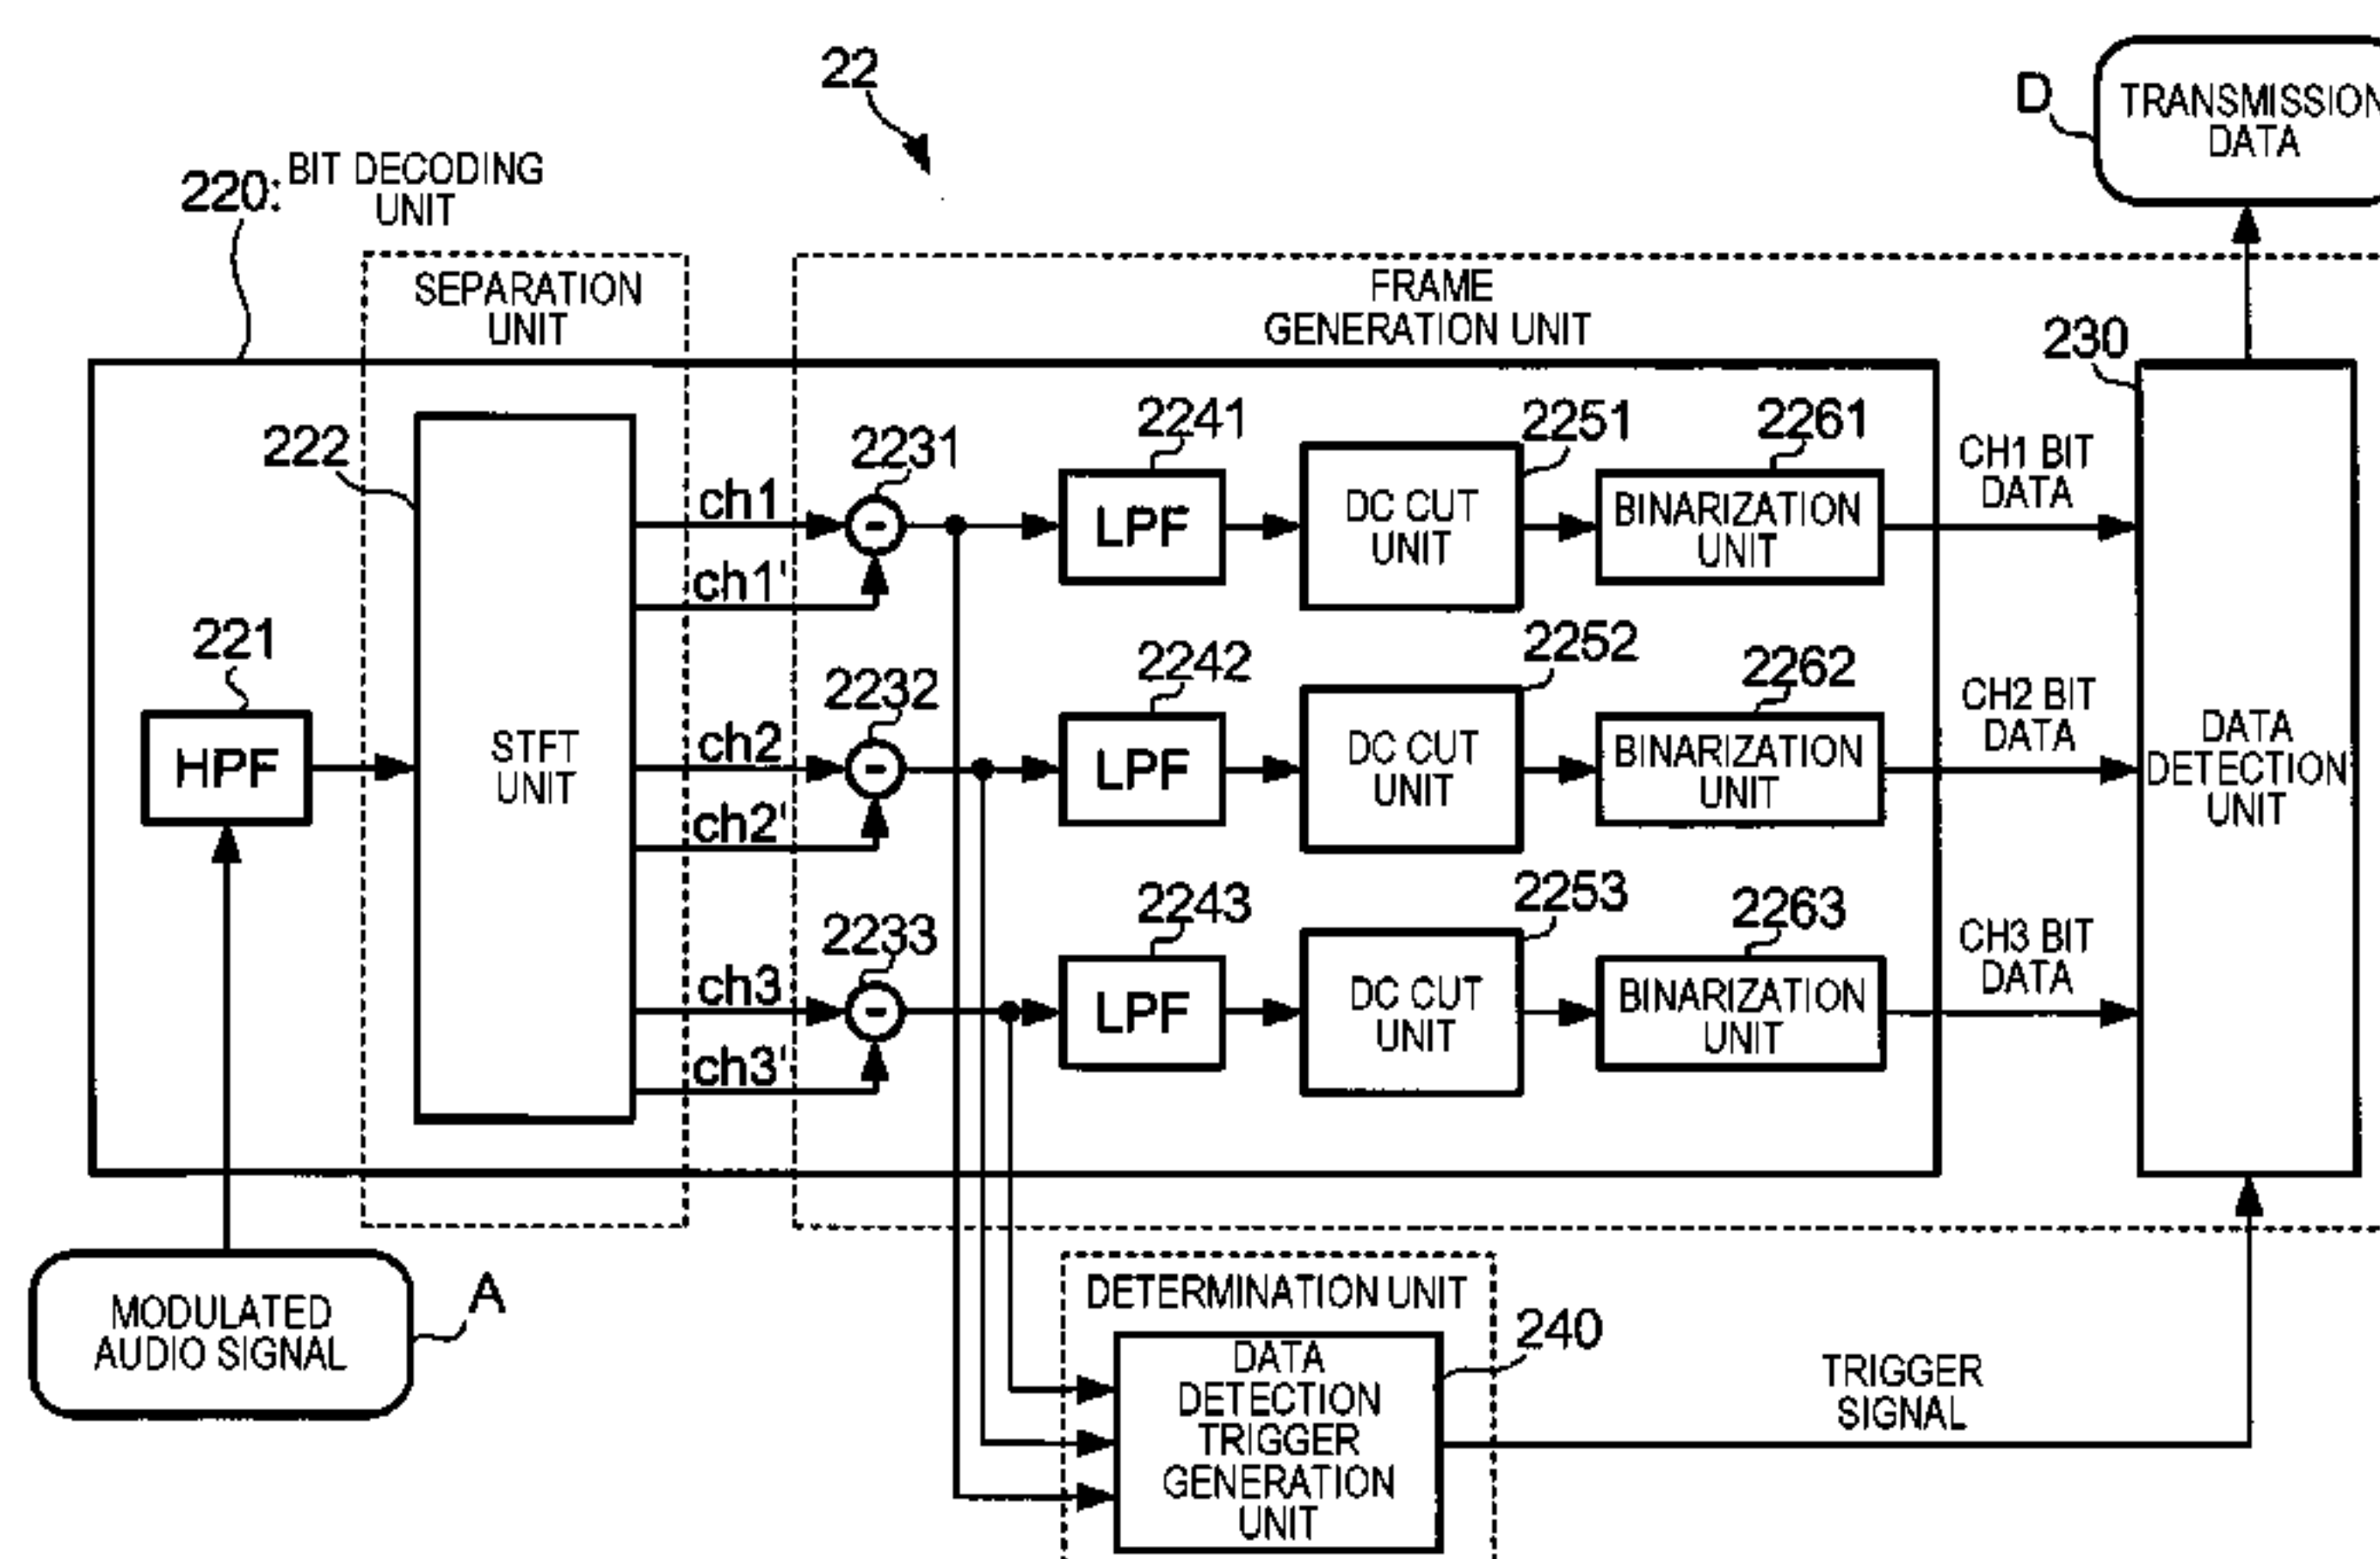 22
D
TRANSMISSION
DATA
220:
BIT DECODING
UNIT
SEPARATION
UNIT
FRAME
GENERATION UNIT
230
222
2231
2241
2251
2261
CH1 BIT
DATA
ch1
LPF
DC CUT
UNIT
BINARIZATION
UNIT
ch1'
221
2232
2242
2252
2262
CH2 BIT
DATA
HPF
STFT
UNIT
ch2
LPF
DC CUT
UNIT
BINARIZATION
UNIT
DATA
DETECTION
UNIT
ch2'
2233
2243
2253
2263
CH3 BIT
DATA
ch3
LPF
DC CUT
UNIT
BINARIZATION
UNIT
ch3'
MODULATED
AUDIO SIGNAL
A
DETERMINATION UNIT
240
DATA
DETECTION
TRIGGER
GENERATION
UNIT
TRIGGER
SIGNAL